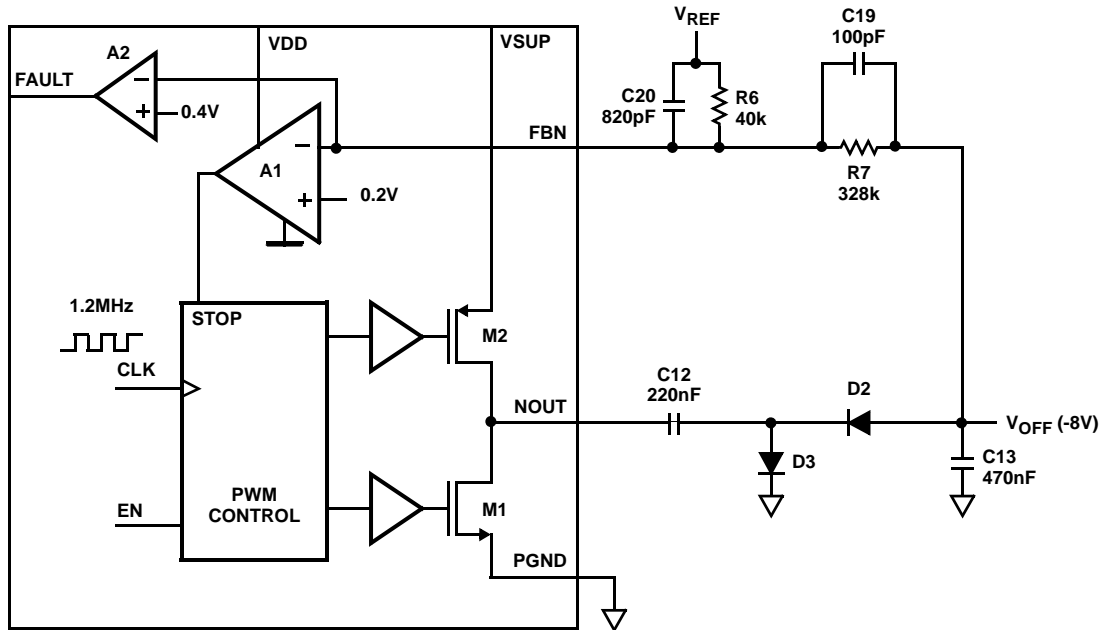 VREF
C19
100pF
A2
VDD
VSUP
FAULT
−
+
0.4V
C20
820pF
R6
40k
FBN
−
A1
+
0.2V
R7
328k
1.2MHz
STOP
CLK
M2
C12
220nF
D2
NOUT
VOFF (-8V)
D3
C13
470nF
EN
PWM
CONTROL
M1
PGND